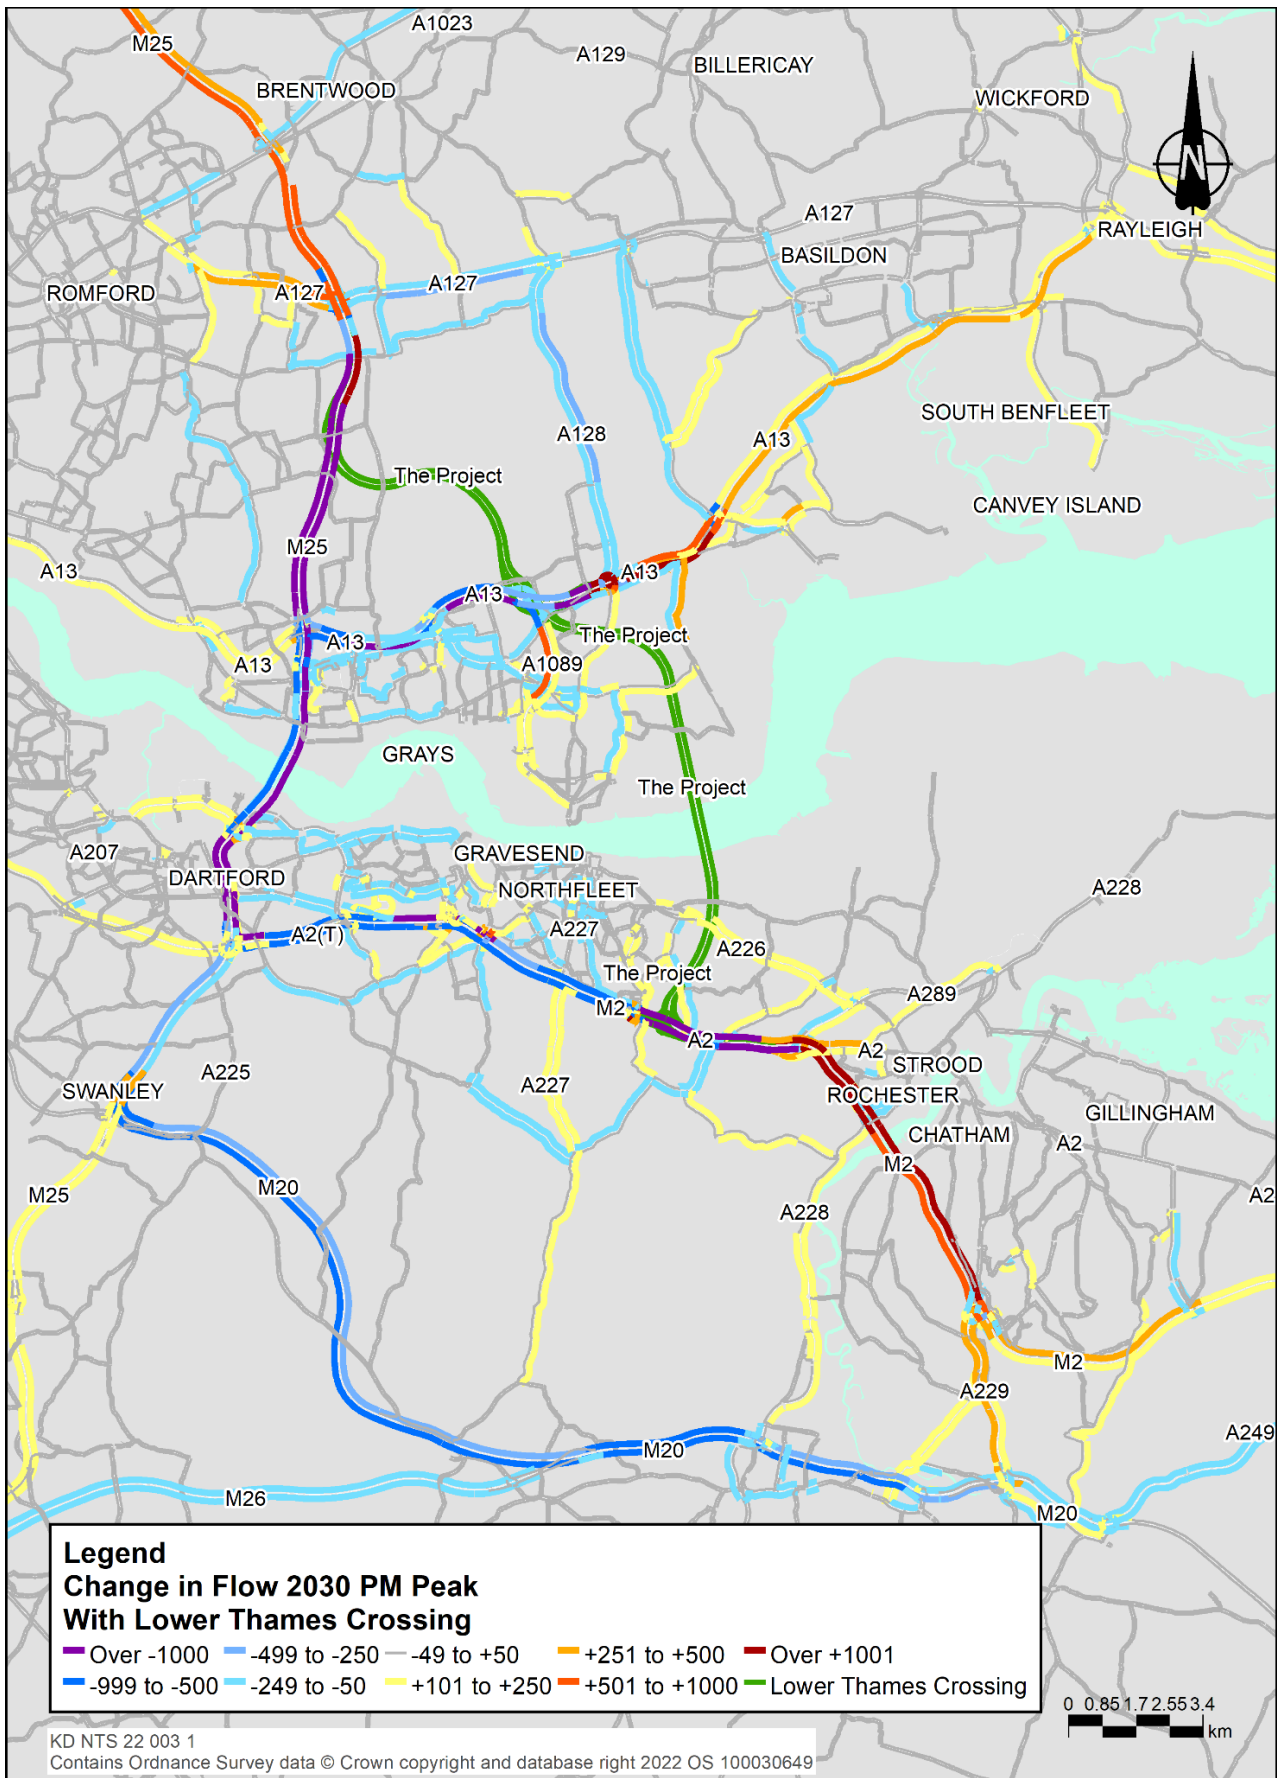 A1023
M25
A129
BILLERICAY
BRENTWOOD
WICKFORD
N
A127
RAYLEIGH
BASILDON
ROMFORD
A127
A127
SOUTH BENFLEET
A128
A13
The Project
CANVEY ISLAND
M25
A13
A13
A13
A13
The Project
A13
A1089
GRAYS
The Project
A207
GRAVESEND
DARTFORD
NORTHFLEET
A228
A2(T)
A227
A226
The Project
A289
M2
A2
A2
STROOD
A225
SWANLEY
A227
ROCHESTER
GILLINGHAM
CHATHAM
A2
M2
M20
M25
A2
A228
M2
A229
A249
M20
M26
M20
Legend
Change in Flow 2030 PM Peak
With Lower Thames Crossing
Over -1000 -499 to -250 -49 to +50 +251 to +500 Over +1001
-999 to -500 -249 to -50 +101 to +250 +501 to +1000 Lower Thames Crossing
0 0.85 1.7 2.55 3.4
km
KD NTS 22 003 1
Contains Ordnance Survey data © Crown copyright and database right 2022 OS 100030649